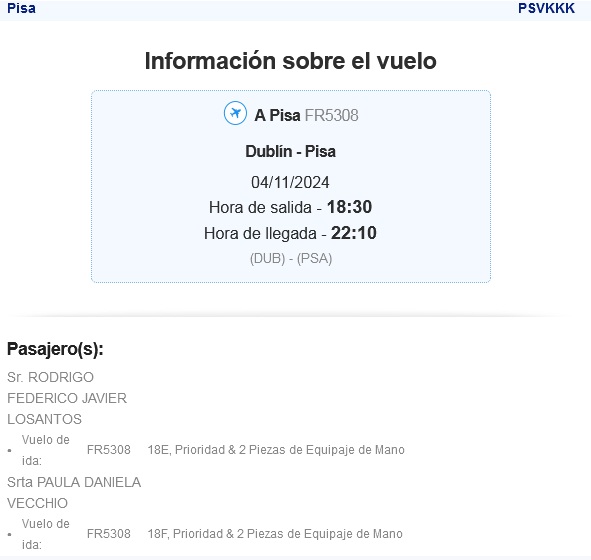 Pisa PSVKKK
Información sobre el vuelo
A Pisa FR5308
Dublín - Pisa
04/11/2024
Hora de salida - 18:30
Hora de llegada - 22:10
(DUB) - (PSA)
Pasajero(s):
Sr. RODRIGO
FEDERICO JAVIER
LOSANTOS
Vuelo de
ida: FR5308 18E, Prioridad & 2 Piezas de Equipaje de Mano
Srta PAULA DANIELA
VECCHIO
Vuelo de
ida: FR5308 18F, Prioridad & 2 Piezas de Equipaje de Mano